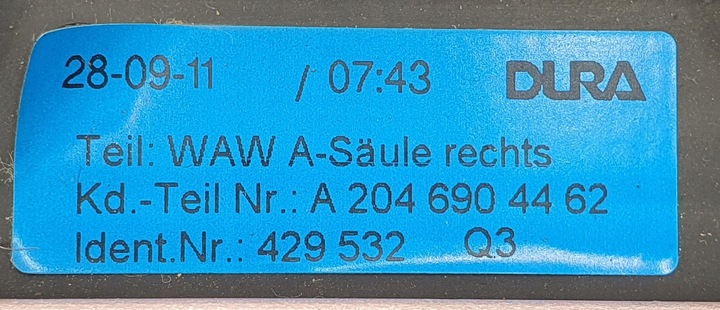 28-09-11 / 07:43 DURA
Teil: WAW A-Säule rechts
Kd.-Teil Nr.: A 204 690 44 62
Ident.Nr.: 429 532 Q3